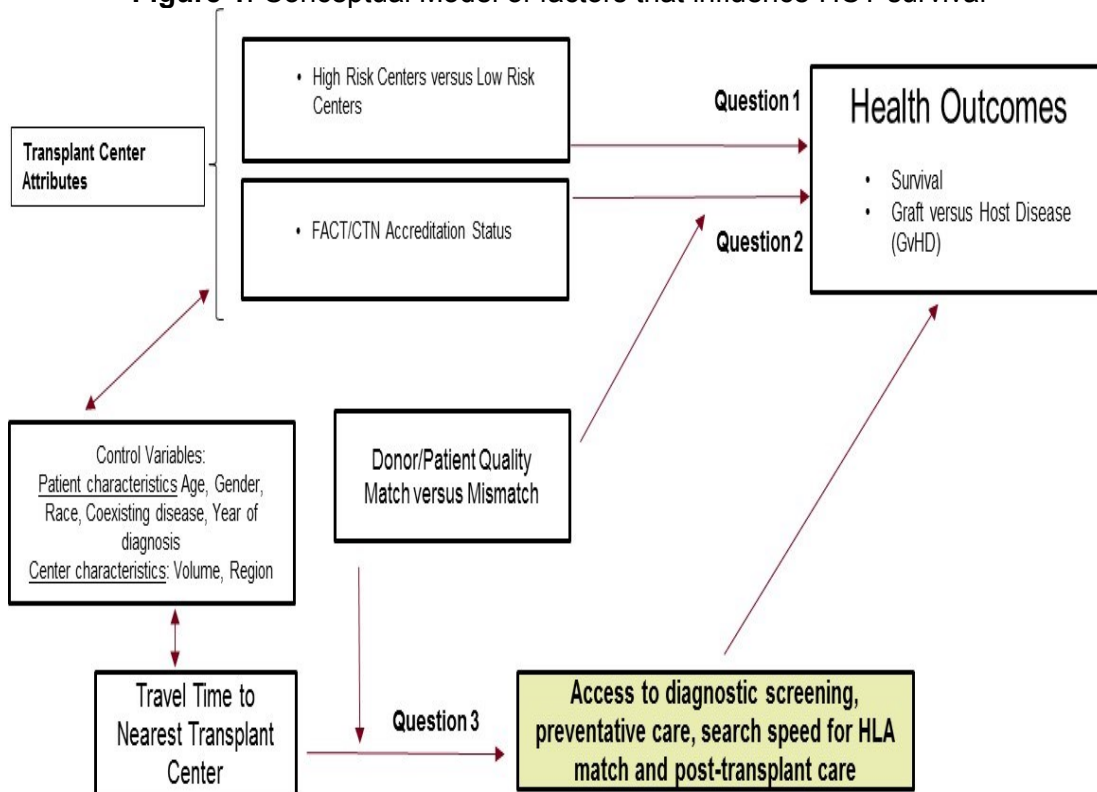 • High Risk Centers versus Low Risk
Centers
Question 1
Health Outcomes
• Survival
• Graft versus Host Disease
(GvHD)
Transplant Center
Attributes
• FACT/CTN Accreditation Status
Question 2
Control Variables:
Patient characteristics Age, Gender,
Race, Coexisting disease, Year of
diagnosis
Center characteristics: Volume, Region
Donor/Patient Quality
Match versus Mismatch
Travel Time to
Nearest Transplant
Center
Question 3
Access to diagnostic screening,
preventative care, search speed for HLA
match and post-transplant care